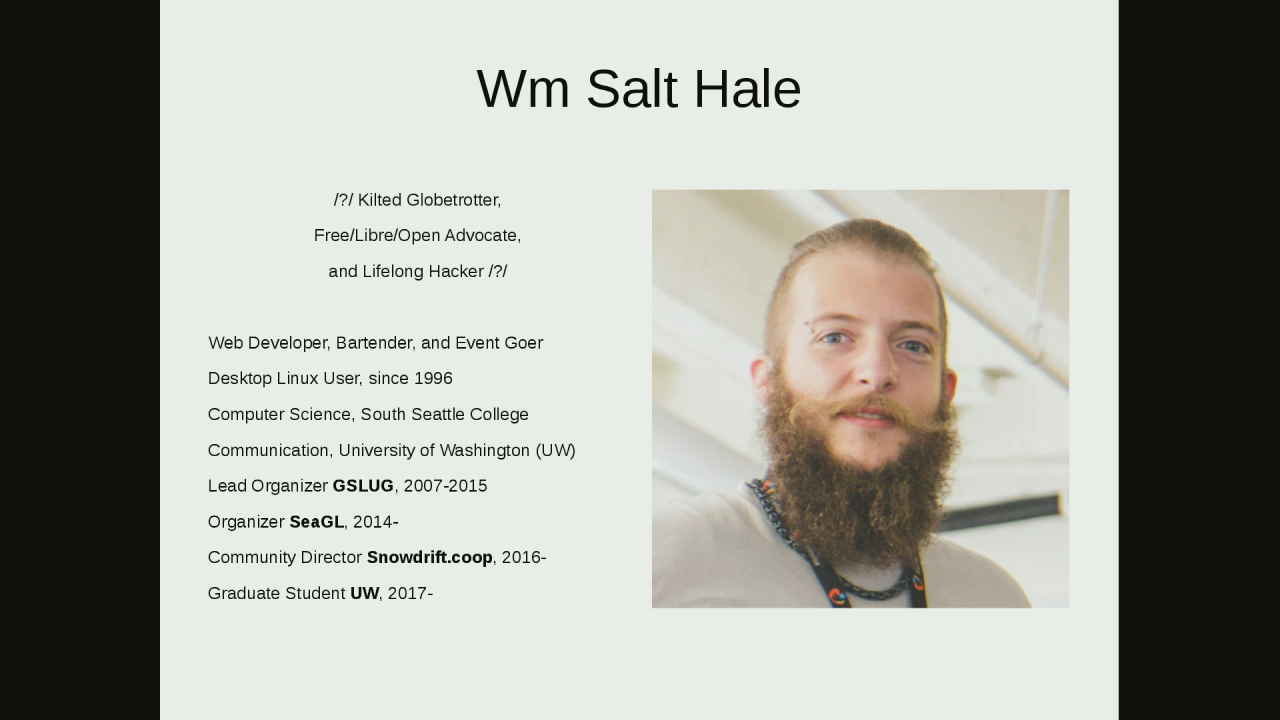 Wm Salt Hale
/?/ Kilted Globetrotter,
Free/Libre/Open Advocate,
and Lifelong Hacker /?/
Web Developer, Bartender, and Event Goer
Desktop Linux User, since 1996
Computer Science, South Seattle College
Communication, University of Washington (UW)
Lead Organizer GSLUG, 2007-2015
Organizer SeaGL, 2014-
Community Director Snowdrift.coop, 2016-
Graduate Student UW, 2017-